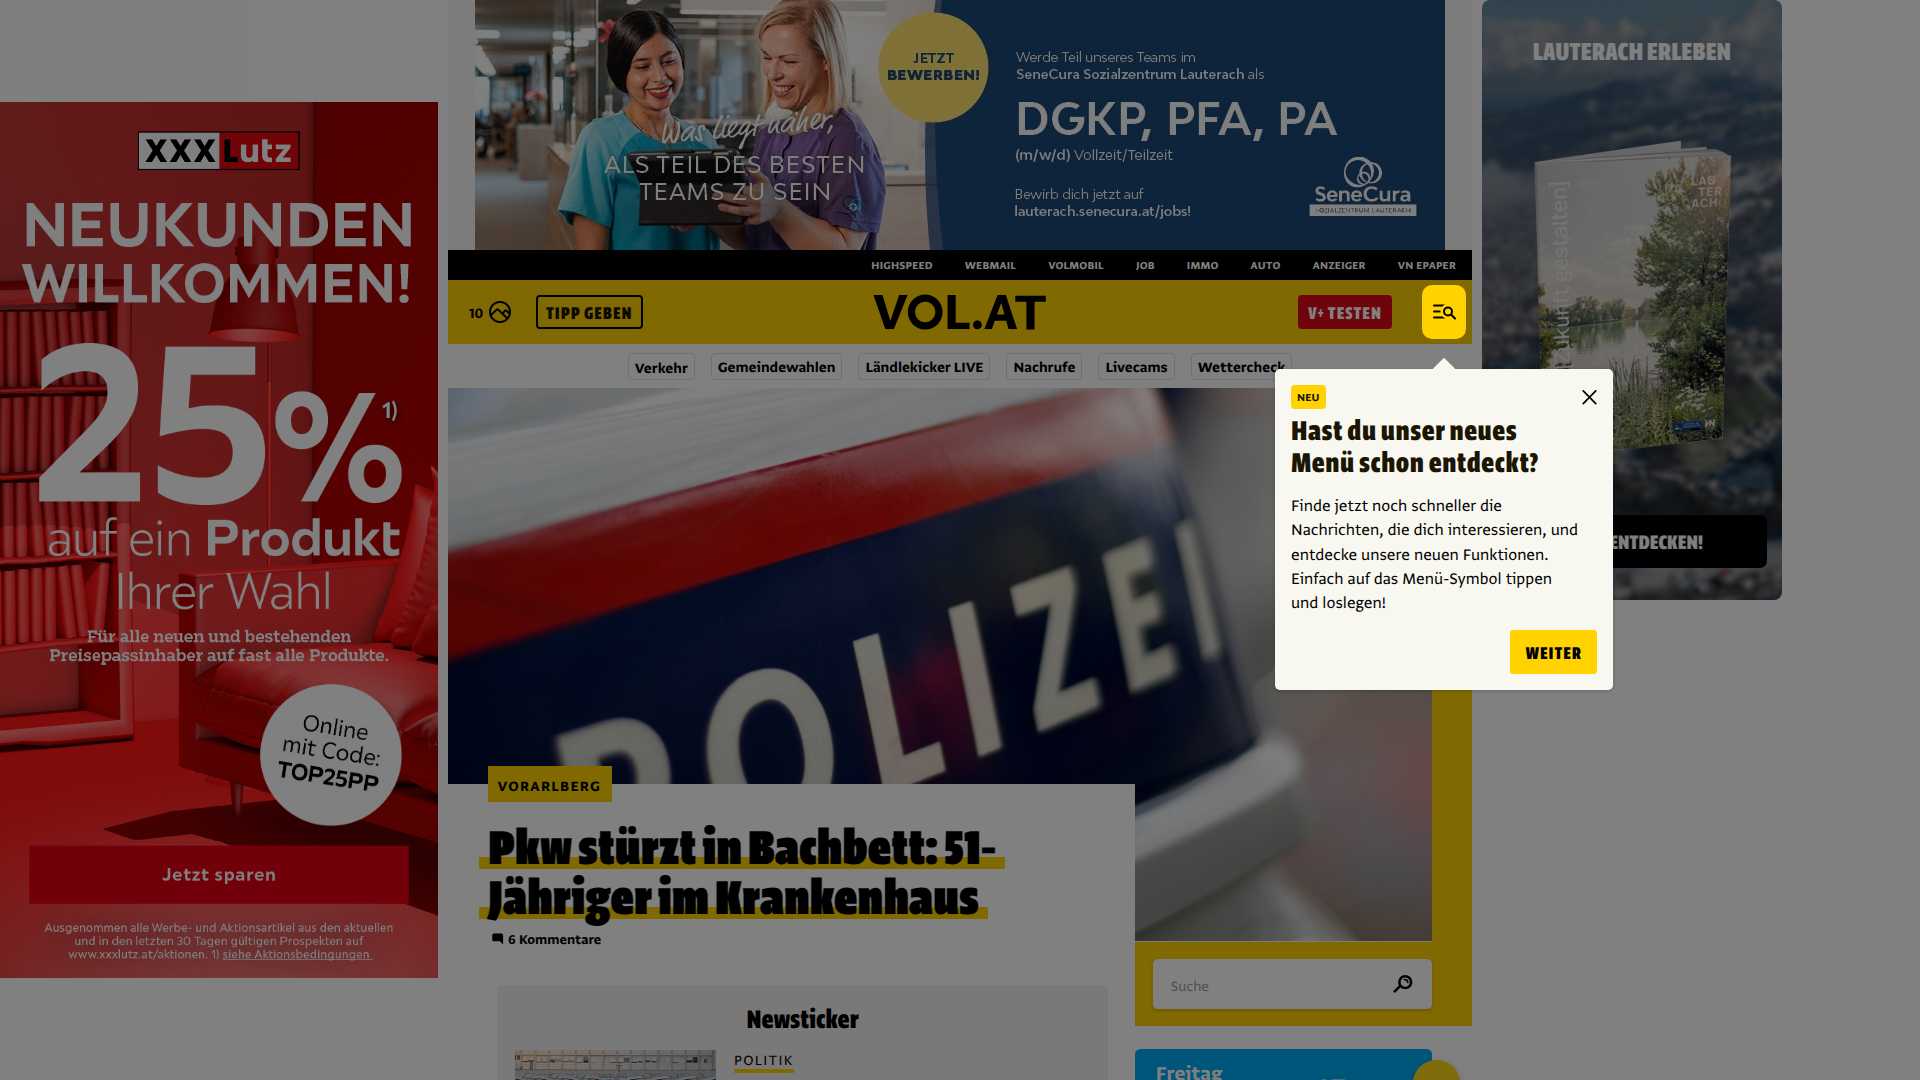 XXXLutz
NEUKUNDEN
WILLKOMMEN!
25%1)
auf ein Produkt
Ihrer Wahl
Für alle neuen und bestehenden
Preisepassinhaber auf fast alle Produkte.
Online
mit Code:
TOP25PP
Jetzt sparen
Ausgenommen alle Werbe- und Aktionsartikel aus den aktuellen
und in den letzten 30 Tagen gültigen Prospekten auf
www.xxxlutz.at/aktionen. 1) siehe Aktionsbedingungen
Was liegt näher,
ALS TEIL DES BESTEN
TEAMS ZU SEIN
JETZT
BEWERBEN!
Werde Teil unseres Teams im
SeneCura Sozialzentrum Lauterach als
DGKP, PFA, PA
(m/w/d) Vollzeit/Teilzeit
Bewirb dich jetzt auf
lauterach.senecura.at/jobs!
SeneCura
SOZIALZENTRUM LAUTERACH
HIGHSPEED WEBMAIL VOLMOBIL JOB IMMO AUTO ANZEIGER VN EPAPER
10 TIPP GEBEN VOL.AT V+ TESTEN
Verkehr Gemeindewahlen Ländlekicker LIVE Nachrufe Livecams Wettercheck
NEU
Hast du unser neues
Menü schon entdeckt?
Finde jetzt noch schneller die
Nachrichten, die dich interessieren, und
entdecke unsere neuen Funktionen.
Einfach auf das Menü-Symbol tippen
und loslegen!
WEITER
POLIZEI
VORARLBERG
Pkw stürzt in Bachbett: 51-
Jähriger im Krankenhaus
6 Kommentare
Newsticker
POLITIK
Suche
Freitag
LAUTERACH ERLEBEN
LAU
TER
ACH
[zukunft.gestalten]
ENTDECKEN!